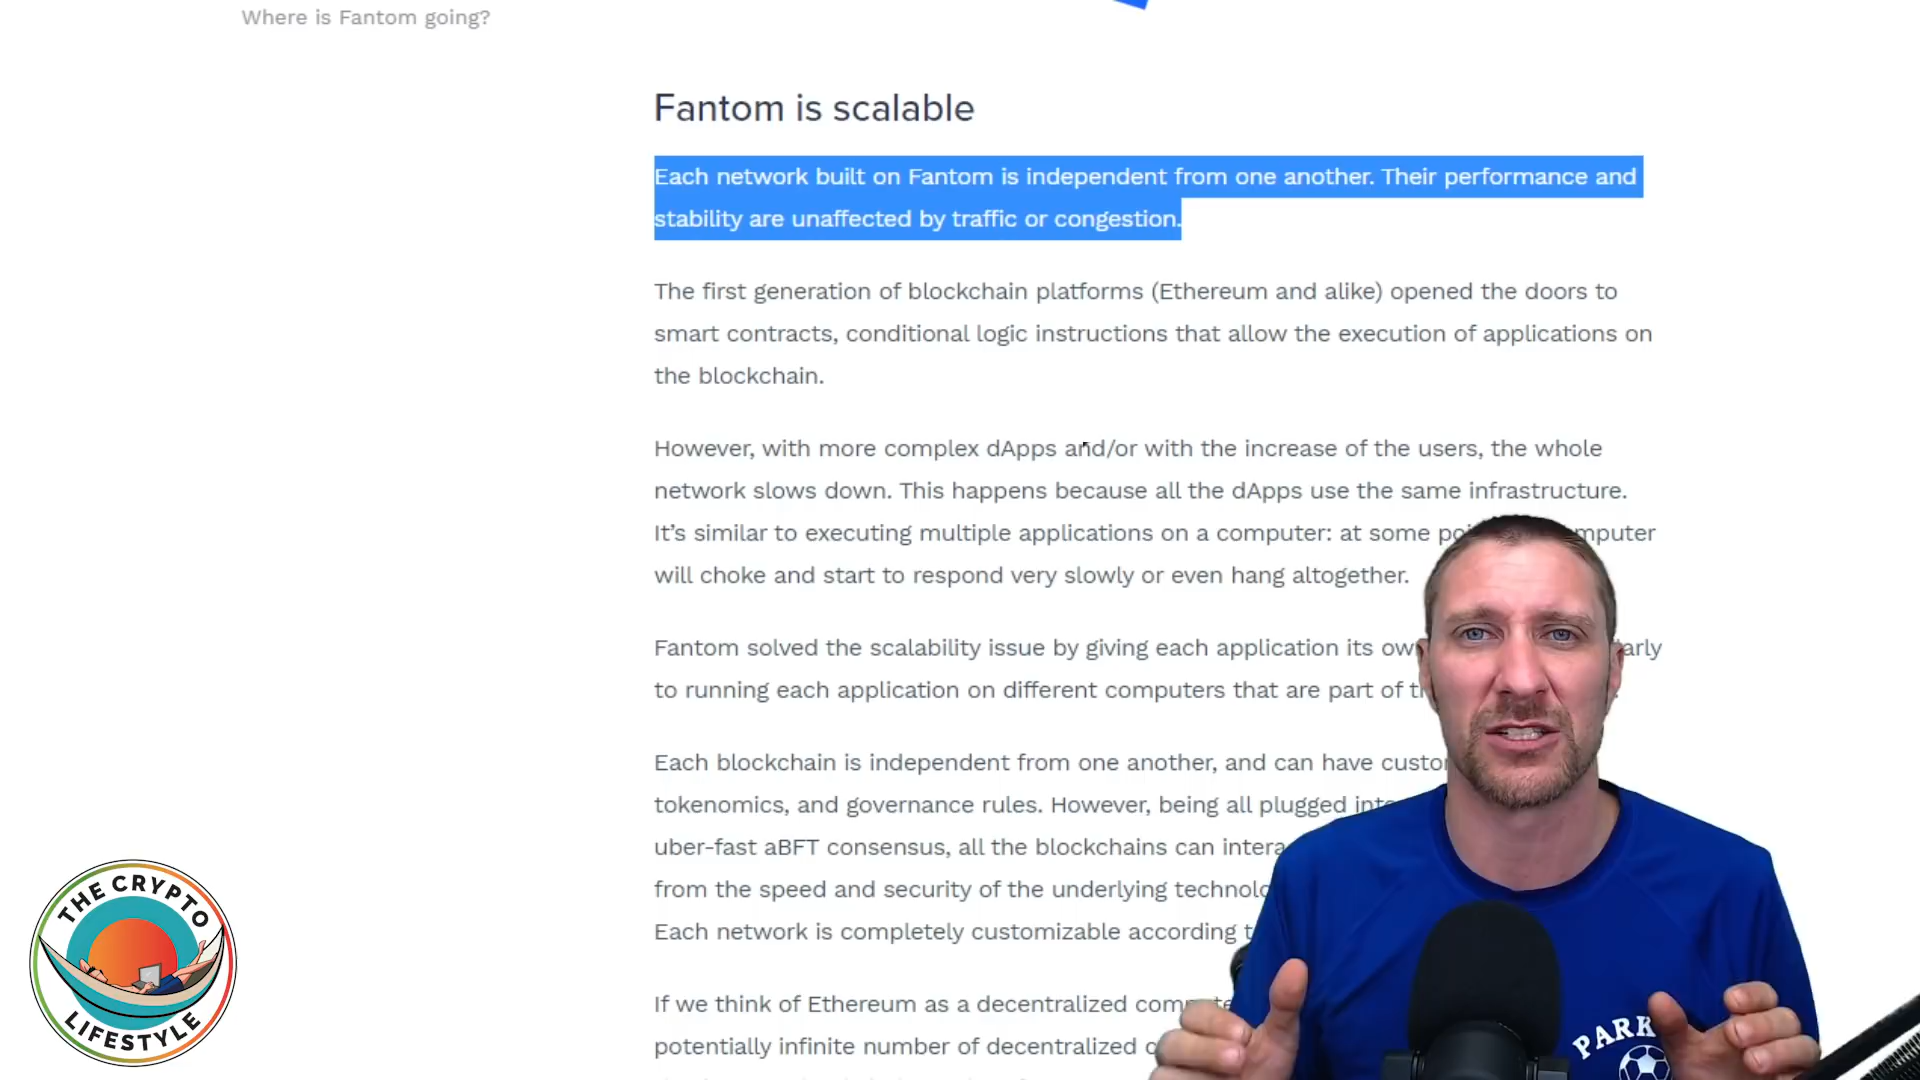 Where is Fantom going?
Fantom is scalable
Each network built on Fantom is independent from one another. Their performance and
stability are unaffected by traffic or congestion.
The first generation of blockchain platforms (Ethereum and alike) opened the doors to
smart contracts, conditional logic instructions that allow the execution of applications on
the blockchain.
However, with more complex dApps and/or with the increase of the users, the whole
network slows down. This happens because all the dApps use the same infrastructure.
It’s similar to executing multiple applications on a computer: at some
will choke and start to respond very slowly or even hang altogether.
Fantom solved the scalability issue by giving each application its
to running each application on different computers that are part of
Each blockchain is independent from one another, and can have
tokenomics, and governance rules. However, being all plugged
uber-fast aBFT consensus, all the blockchains can
from the speed and security of the underlying
Each network is completely customizable according
If we think of Ethereum as a decentralized
potentially infinite number of decentralized
THE CRYPTO
LIFESTYLE